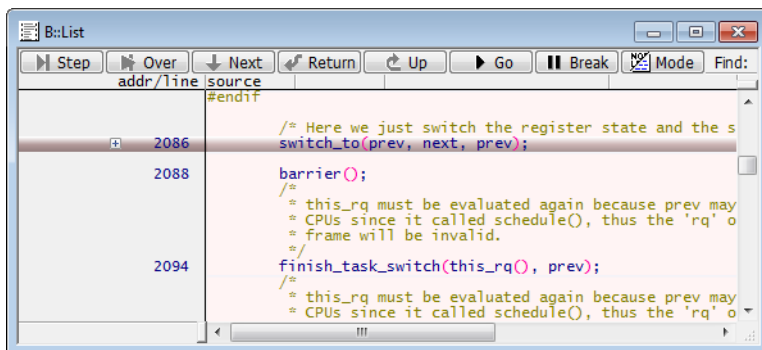 B::List
Step Over Next Return Up Go Break Mode Find:
addr/line source
#endif
/* Here we just switch the register state and the s
2086 switch_to(prev, next, prev);
2088 barrier();
/*
* this_rq must be evaluated again because prev may
* CPUs since it called schedule(), thus the 'rq' o
* frame will be invalid.
*/
2094 finish_task_switch(this_rq(), prev);
/*
* this_rq must be evaluated again because prev may
* CPUs since it called schedule(), thus the 'rq' o